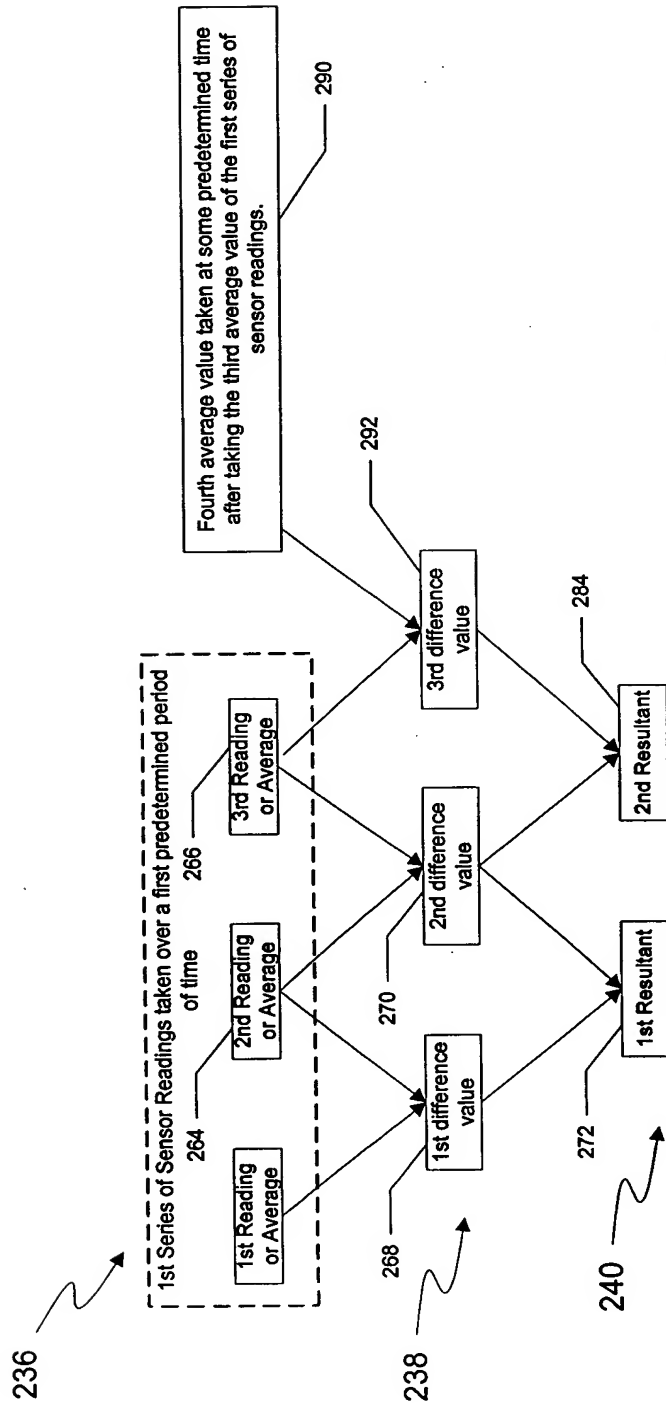 236
1st Series of Sensor Readings taken over a first predetermined period
of time
264
266
1st Reading
or Average
2nd Reading
or Average
3rd Reading
or Average
Fourth average value taken at some predetermined time
after taking the third average value of the first series of
sensor readings.
290
238
268
1st difference
value
270
2nd difference
value
292
3rd difference
value
240
272
1st Resultant
284
2nd Resultant